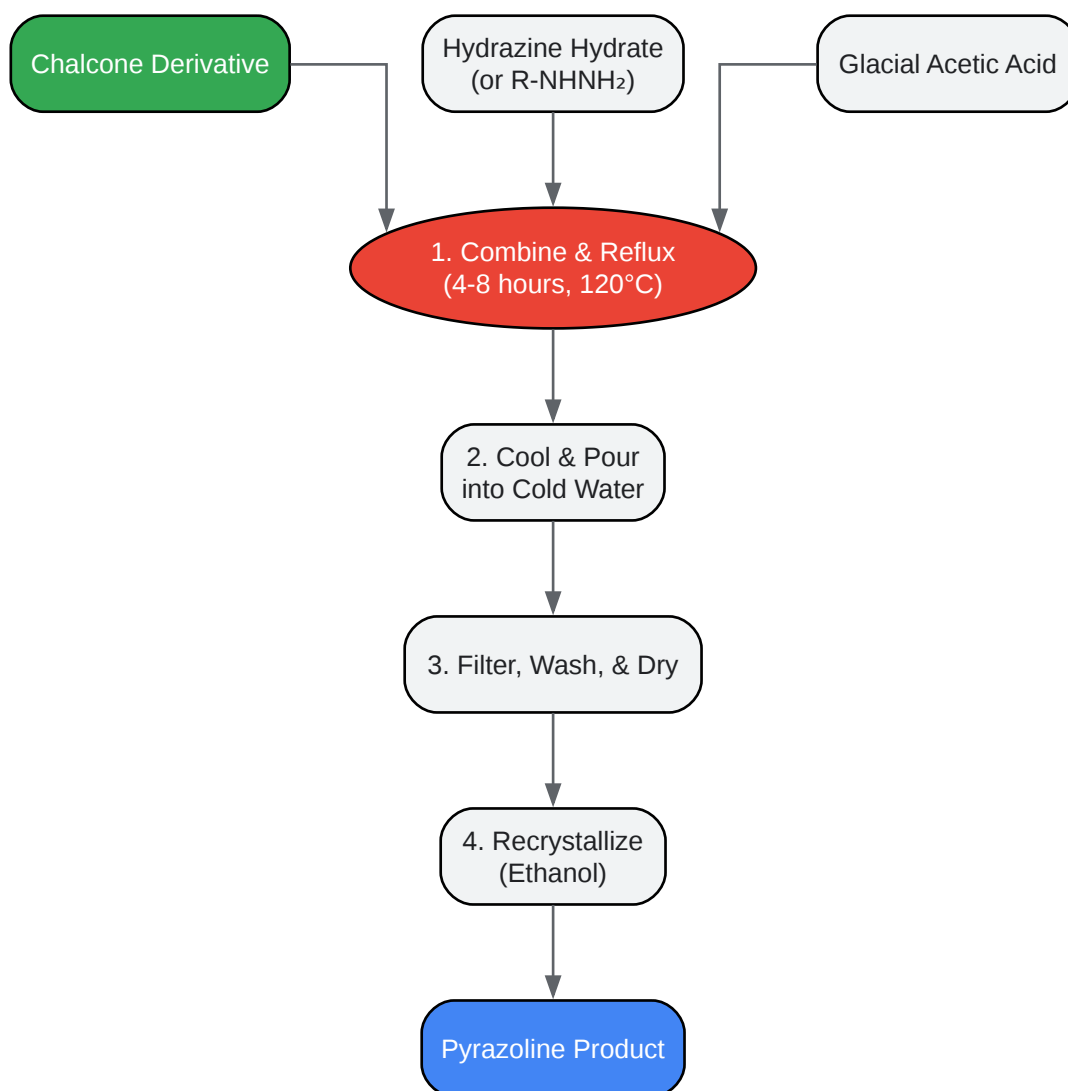 Chalcone Derivative
Hydrazine Hydrate
(or R-NHNH₂)
Glacial Acetic Acid
1. Combine & Reflux
(4-8 hours, 120°C)
2. Cool & Pour
into Cold Water
3. Filter, Wash, & Dry
4. Recrystallize
(Ethanol)
Pyrazoline Product